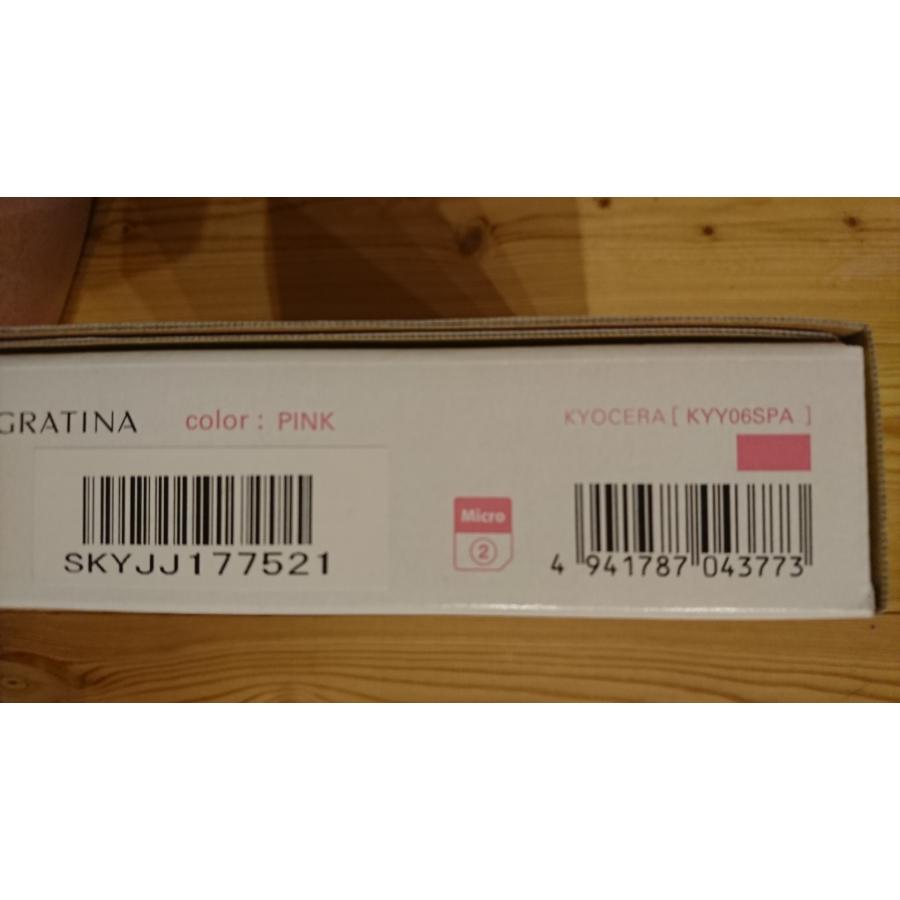 GRATINA color : PINK KYOCERA [ KYY06SPA ]
SKYJJ177521
Micro
2
4 941787 043773